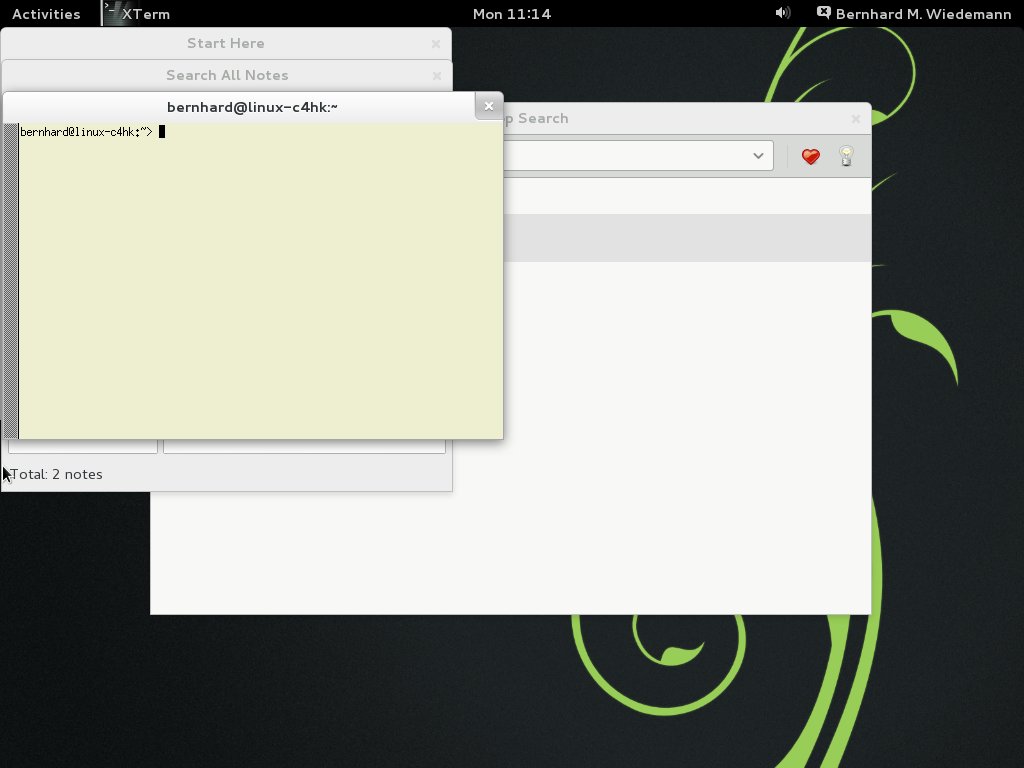 Activities XTerm Mon 11:14 Bernhard M. Wiedemann
Start Here
Search All Notes
bernhard@linux-c4hk:~
p Search
bernhard@linux-c4hk:~>
Total: 2 notes